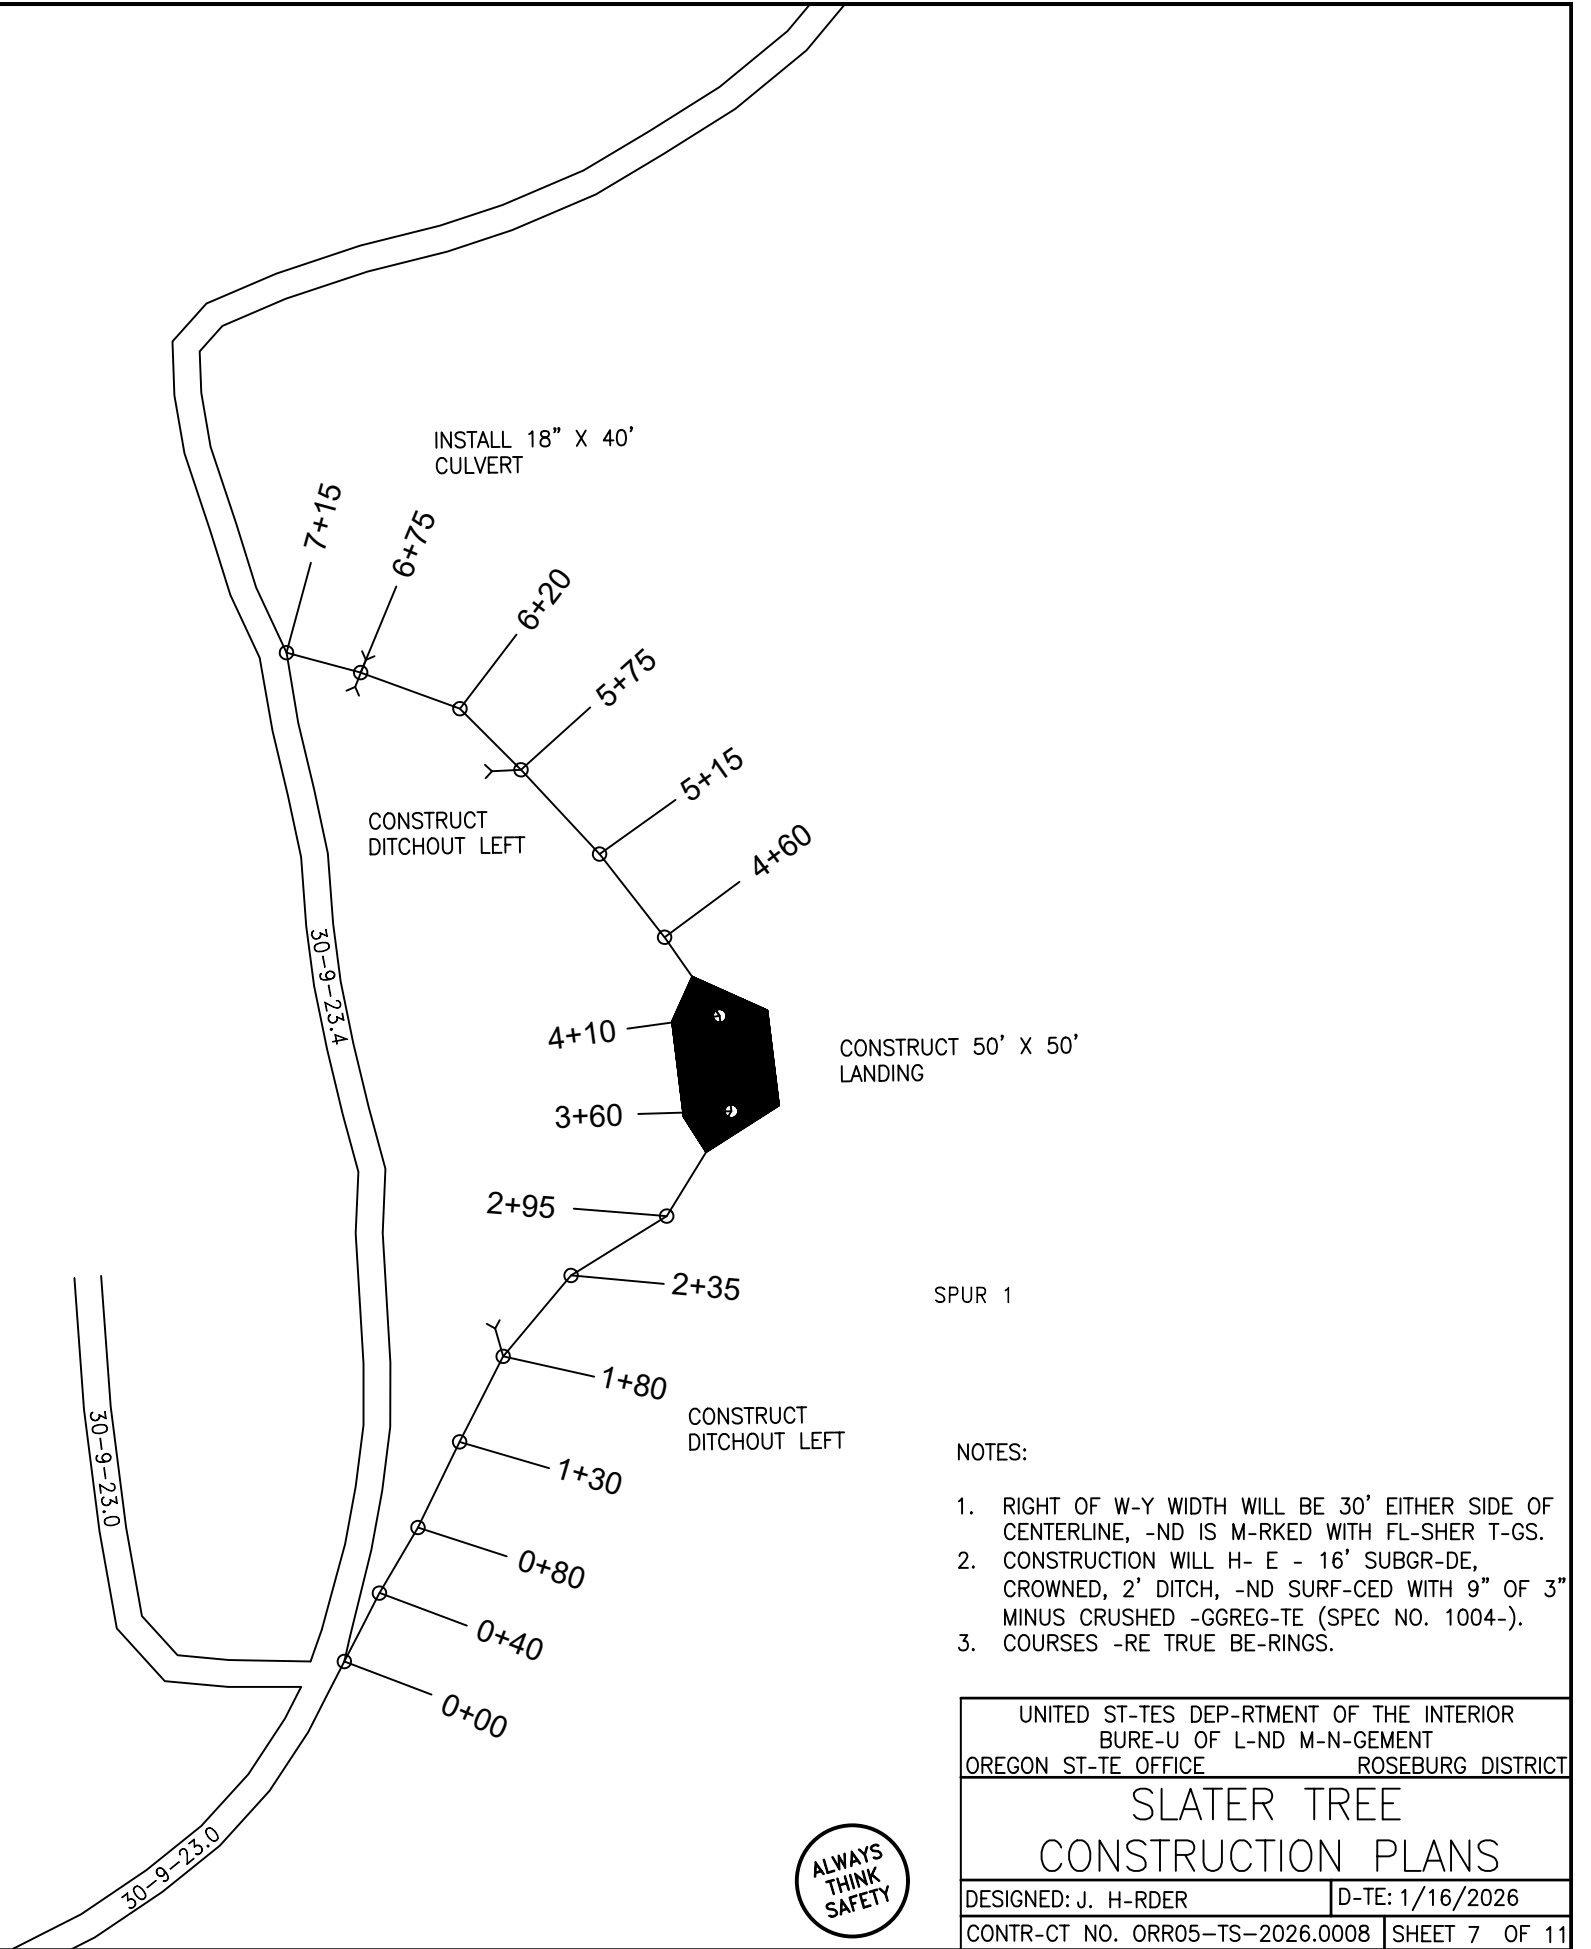 INSTALL 18” X 40’
CULVERT
7+15
6+75
6+20
5+75
5+15
4+60
CONSTRUCT
DITCHOUT LEFT
30-9-23.4
4+10
3+60
CONSTRUCT 50’ X 50’
LANDING
2+95
2+35
SPUR 1
1+80
CONSTRUCT
DITCHOUT LEFT
1+30
0+80
0+40
0+00
30-9-23.0
30-9-23.0
NOTES:
1. RIGHT OF W-Y WIDTH WILL BE 30’ EITHER SIDE OF
CENTERLINE, -ND IS M-RKED WITH FL-SHER T-GS.
2. CONSTRUCTION WILL H- E - 16’ SUBGR-DE,
CROWNED, 2’ DITCH, -ND SURF-CED WITH 9” OF 3”
MINUS CRUSHED -GGREG-TE (SPEC NO. 1004-).
3. COURSES -RE TRUE BE-RINGS.
UNITED ST-TES DEP-RTMENT OF THE INTERIOR
BURE-U OF L-ND M-N-GEMENT
OREGON ST-TE OFFICE ROSEBURG DISTRICT
SLATER TREE
CONSTRUCTION PLANS
DESIGNED: J. H-RDER D-TE: 1/16/2026
CONTR-CT NO. ORR05-TS-2026.0008 SHEET 7 OF 11
ALWAYS
THINK
SAFETY